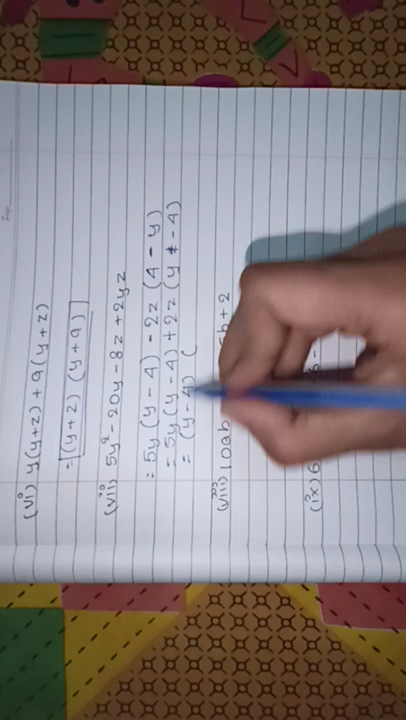 (vi) y(y+z) + 9(y+z)
= (y+z) (y+9)
(vii) 5y² - 20y - 8z + 2yz
: 5y (y - 4) - 2z (4 - y)
= 5y (y - 4) + 2z (y - 4)
= (y - 4) (
(viii) 10ab 5b + 2
(ix) 6